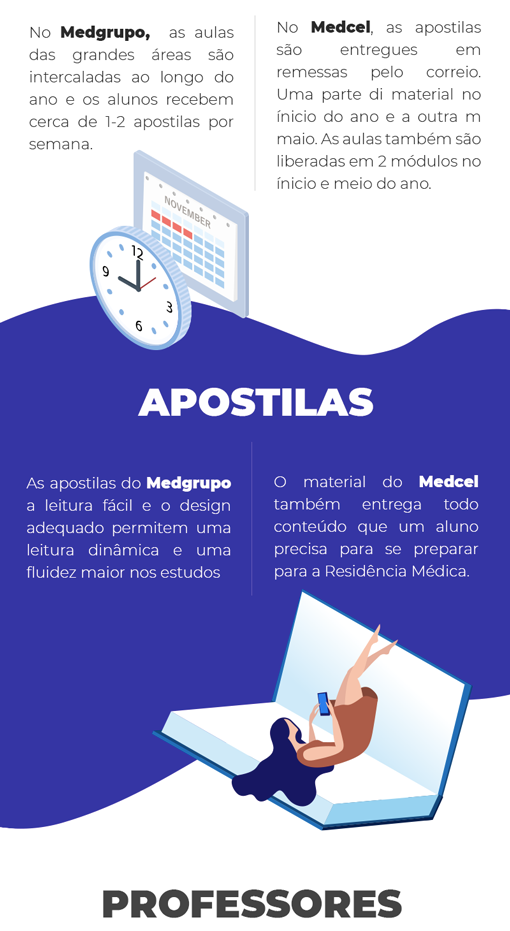 No Medgrupo, as aulas
das grandes áreas são
intercaladas ao longo do
ano e os alunos recebem
cerca de 1-2 apostilas por
semana.
No Medcel, as apostilas
são entregues em
remessas pelo correio.
Uma parte di material no
ínicio do ano e a outra m
maio. As aulas também são
liberadas em 2 módulos no
ínicio e meio do ano.
NOVEMBER
12
9
3
6
APOSTILAS
As apostilas do Medgrupo
a leitura fácil e o design
adequado permitem uma
leitura dinâmica e uma
fluidez maior nos estudos
O material do Medcel
também entrega todo
conteúdo que um aluno
precisa para se preparar
para a Residência Médica.
PROFESSORES